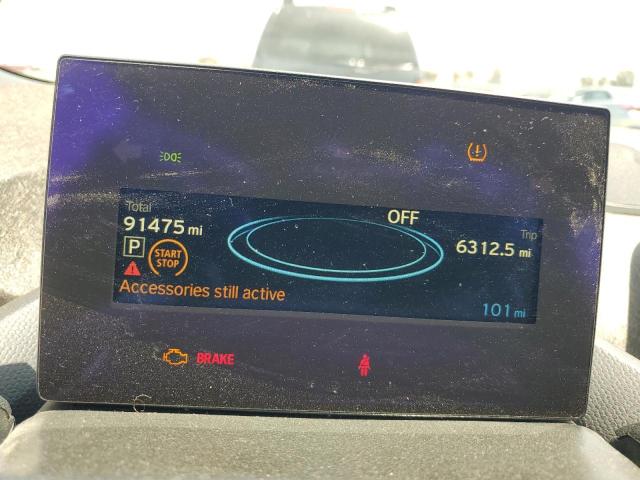 OFF
Total
91475 mi
Trip
6312.5 mi
P
START
STOP
Accessories still active
101 mi
BRAKE